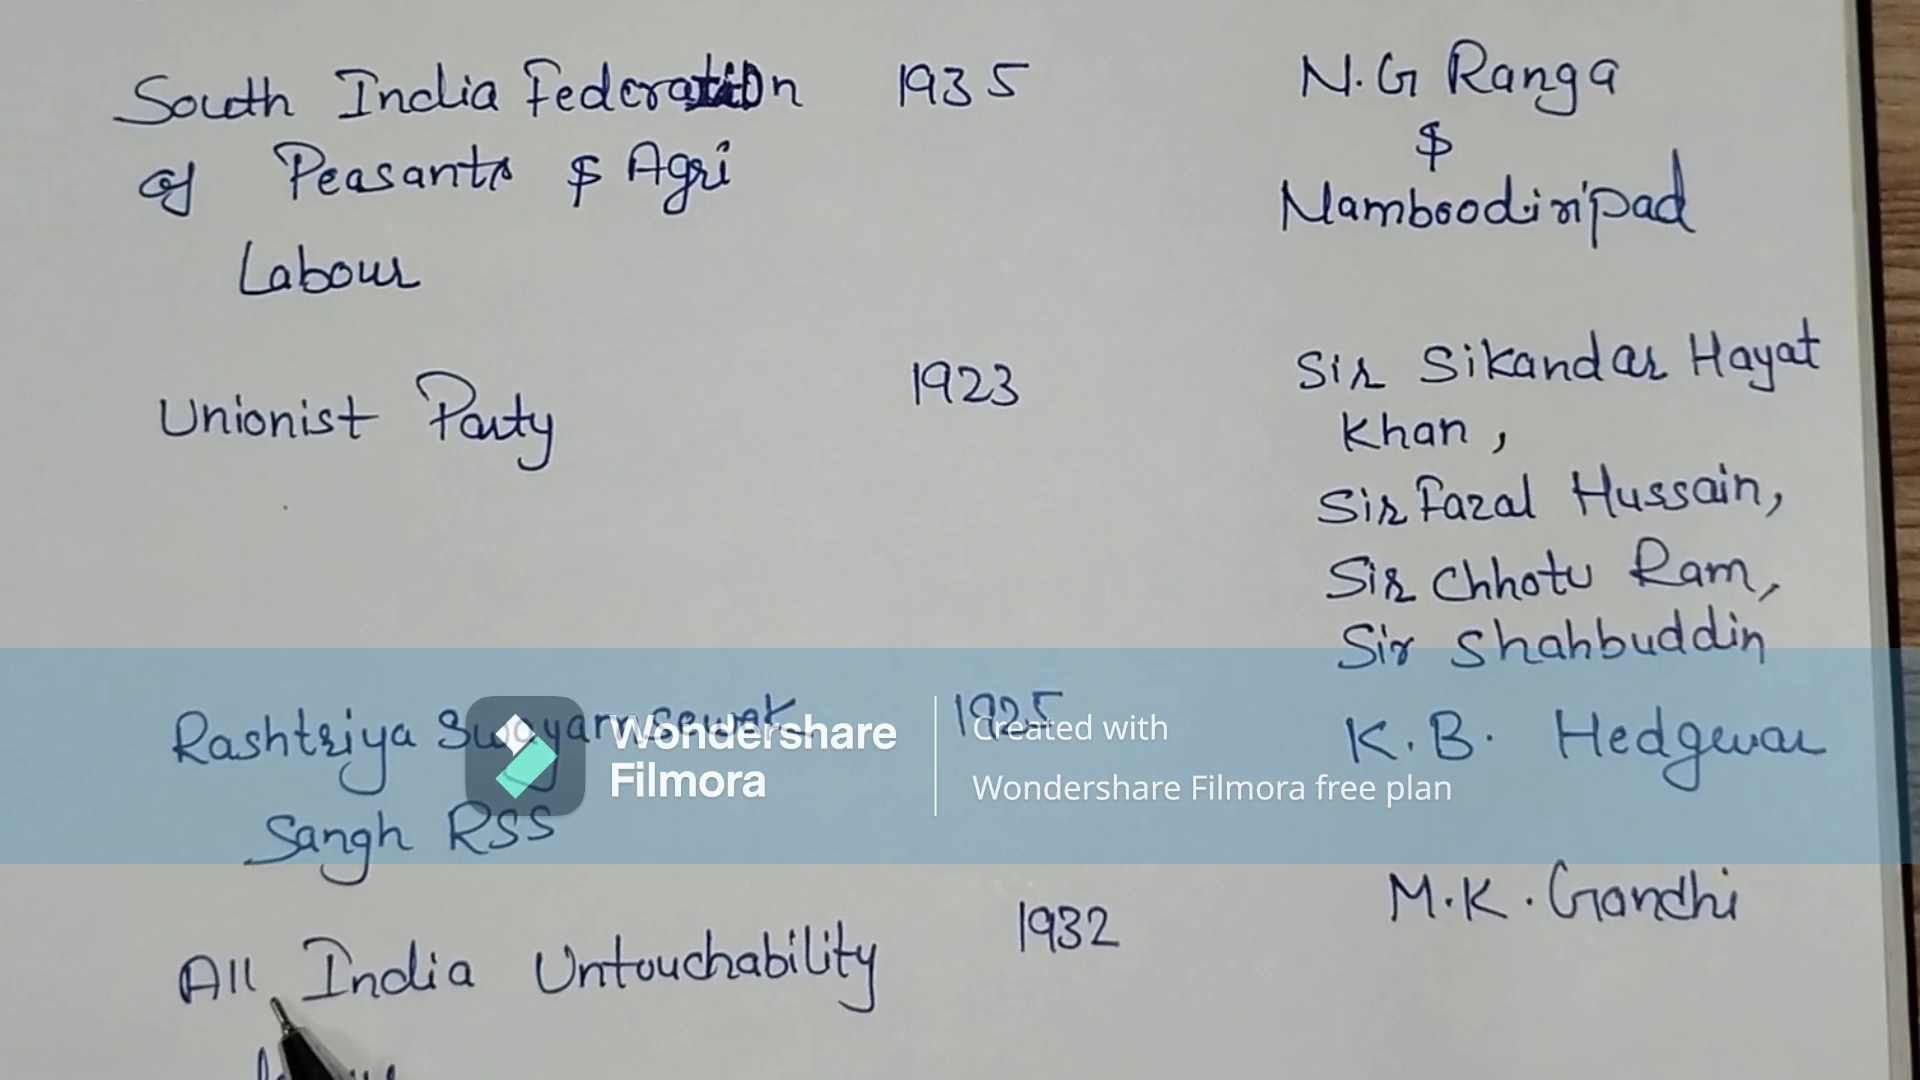 South India Federation 1935 N.G Ranga
of Peasants $ Agri $
Labour Namboodiripad
Unionist Party 1923 Sir Sikandar Hayat
Khan,
Sir Fazal Hussain,
Sir Chhotu Ram,
Sir Shahbuddin
Rashtriya Swayamsewak 1925 K.B. Hedgewar
Sangh RSS
Wondershare
Filmora
Created with
Wondershare Filmora free plan
All India Untouchability 1932 M.K. Gandhi